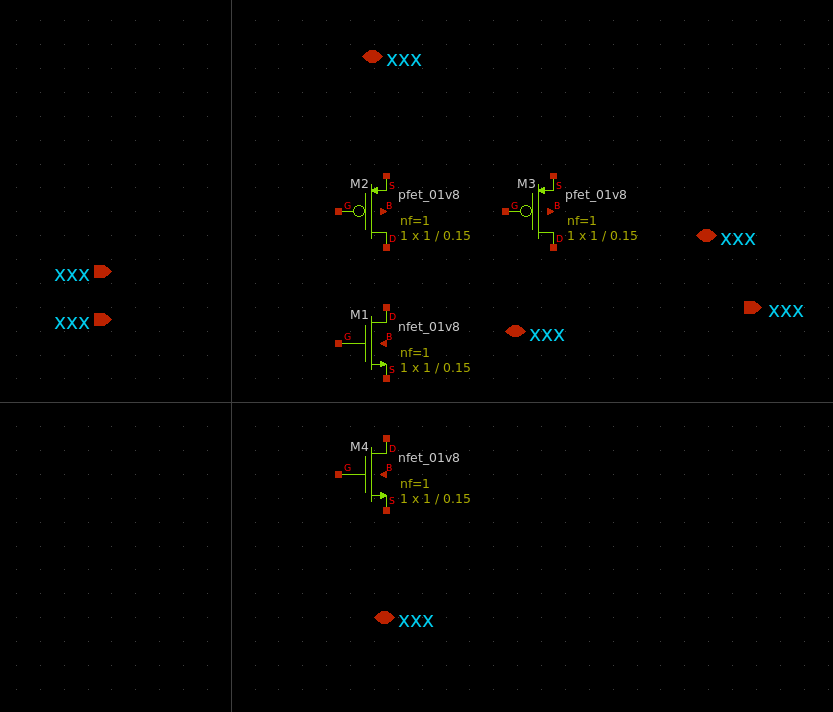 xxx
M2
S
pfet_01v8
G
B
nf=1
D
1 x 1 / 0.15
M3
S
pfet_01v8
G
B
nf=1
D
1 x 1 / 0.15
xxx
xxx
xxx
xxx
M1
D
nfet_01v8
G
B
nf=1
S
1 x 1 / 0.15
xxx
M4
D
nfet_01v8
G
B
nf=1
S
1 x 1 / 0.15
xxx